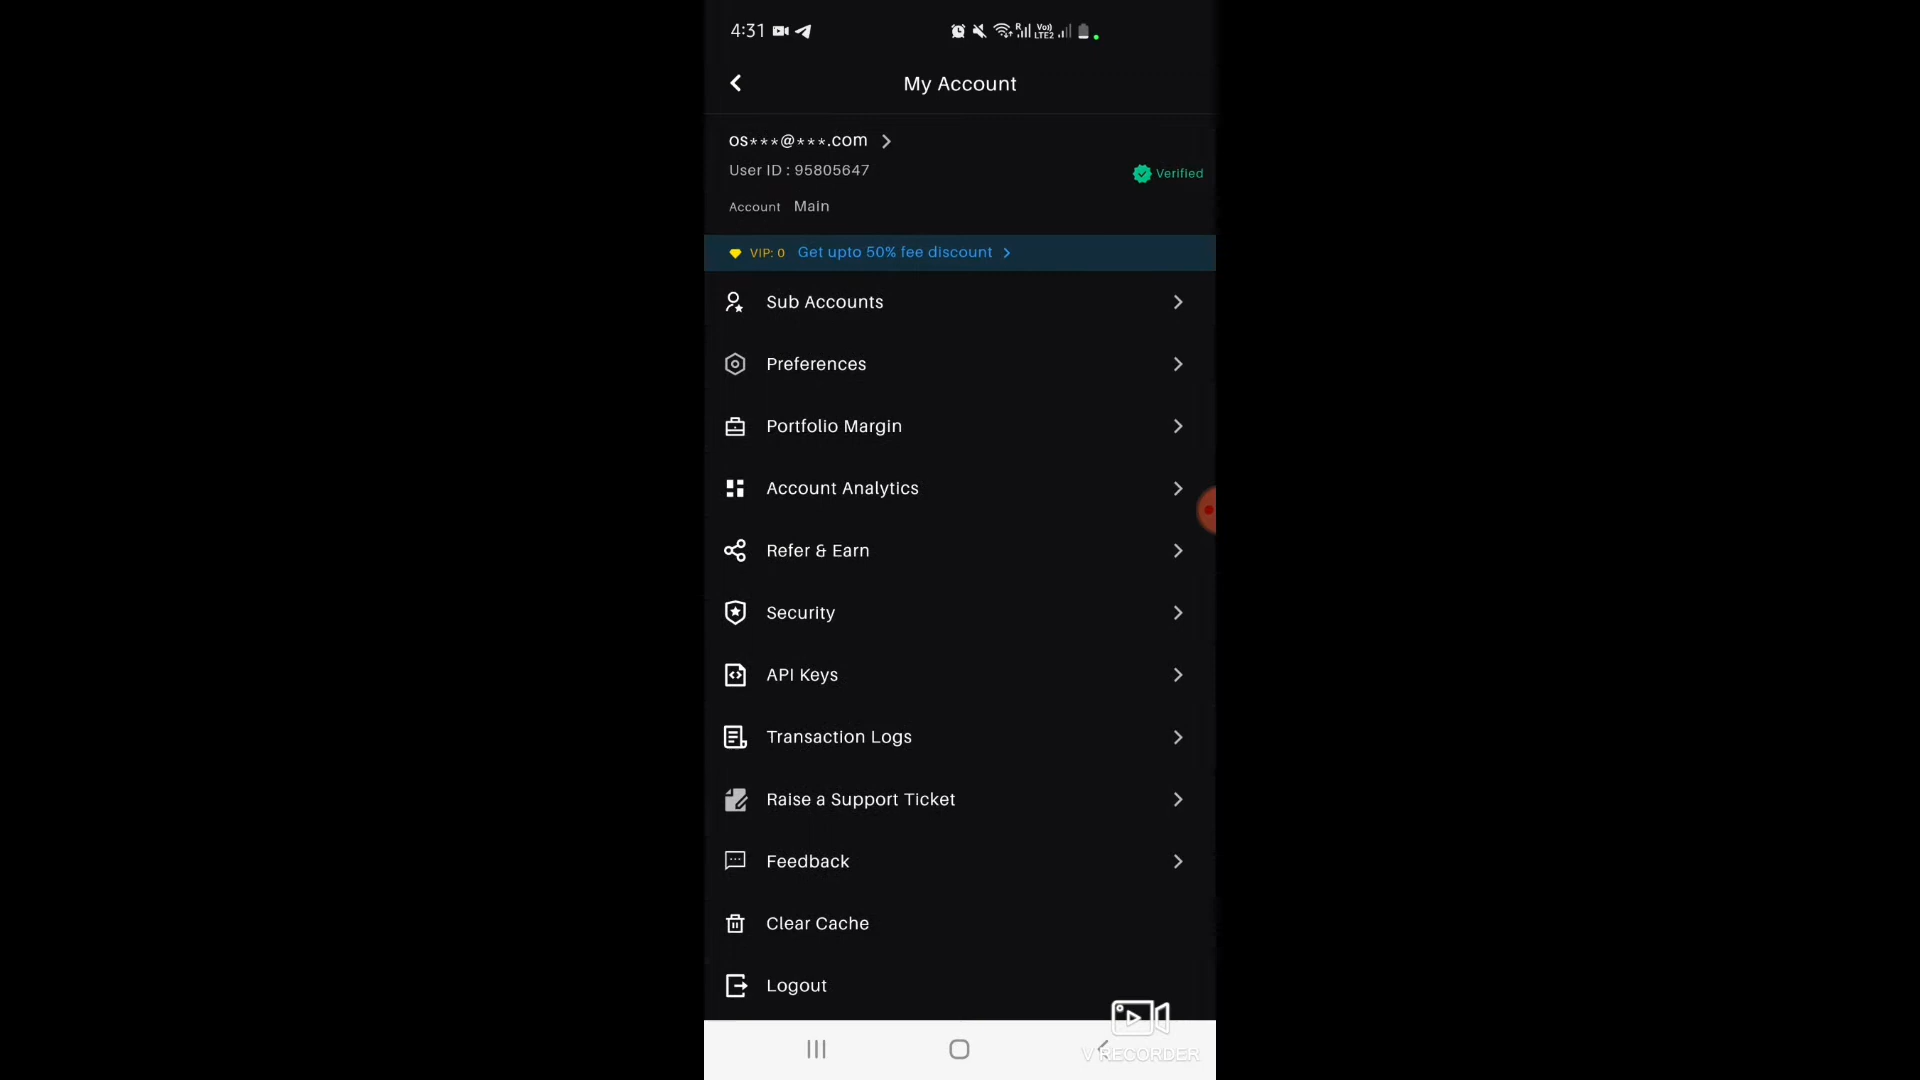 4:31
R
Vo))
LTE2
My Account
os***@***.com
User ID : 95805647
Verified
Account Main
VIP: 0 Get upto 50% fee discount
Sub Accounts
Preferences
Portfolio Margin
Account Analytics
Refer & Earn
Security
API Keys
Transaction Logs
Raise a Support Ticket
Feedback
Clear Cache
Logout
V RECORDER